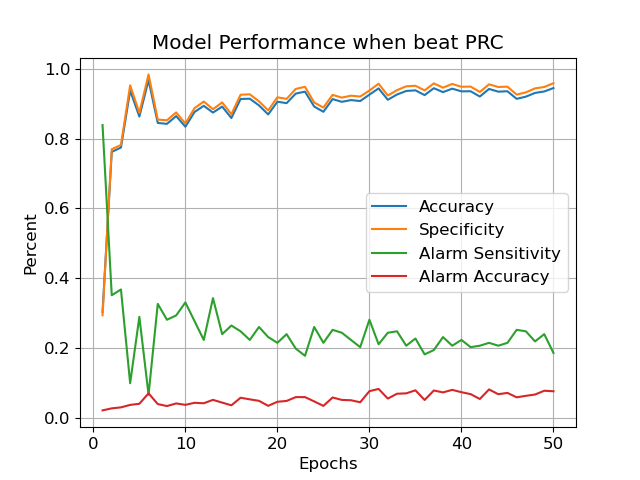 Model Performance when beat PRC
1.0
0.8
0.6
0.4
0.2
0.0
Percent
Accuracy
Specificity
Alarm Sensitivity
Alarm Accuracy
0 10 20 30 40 50
Epochs